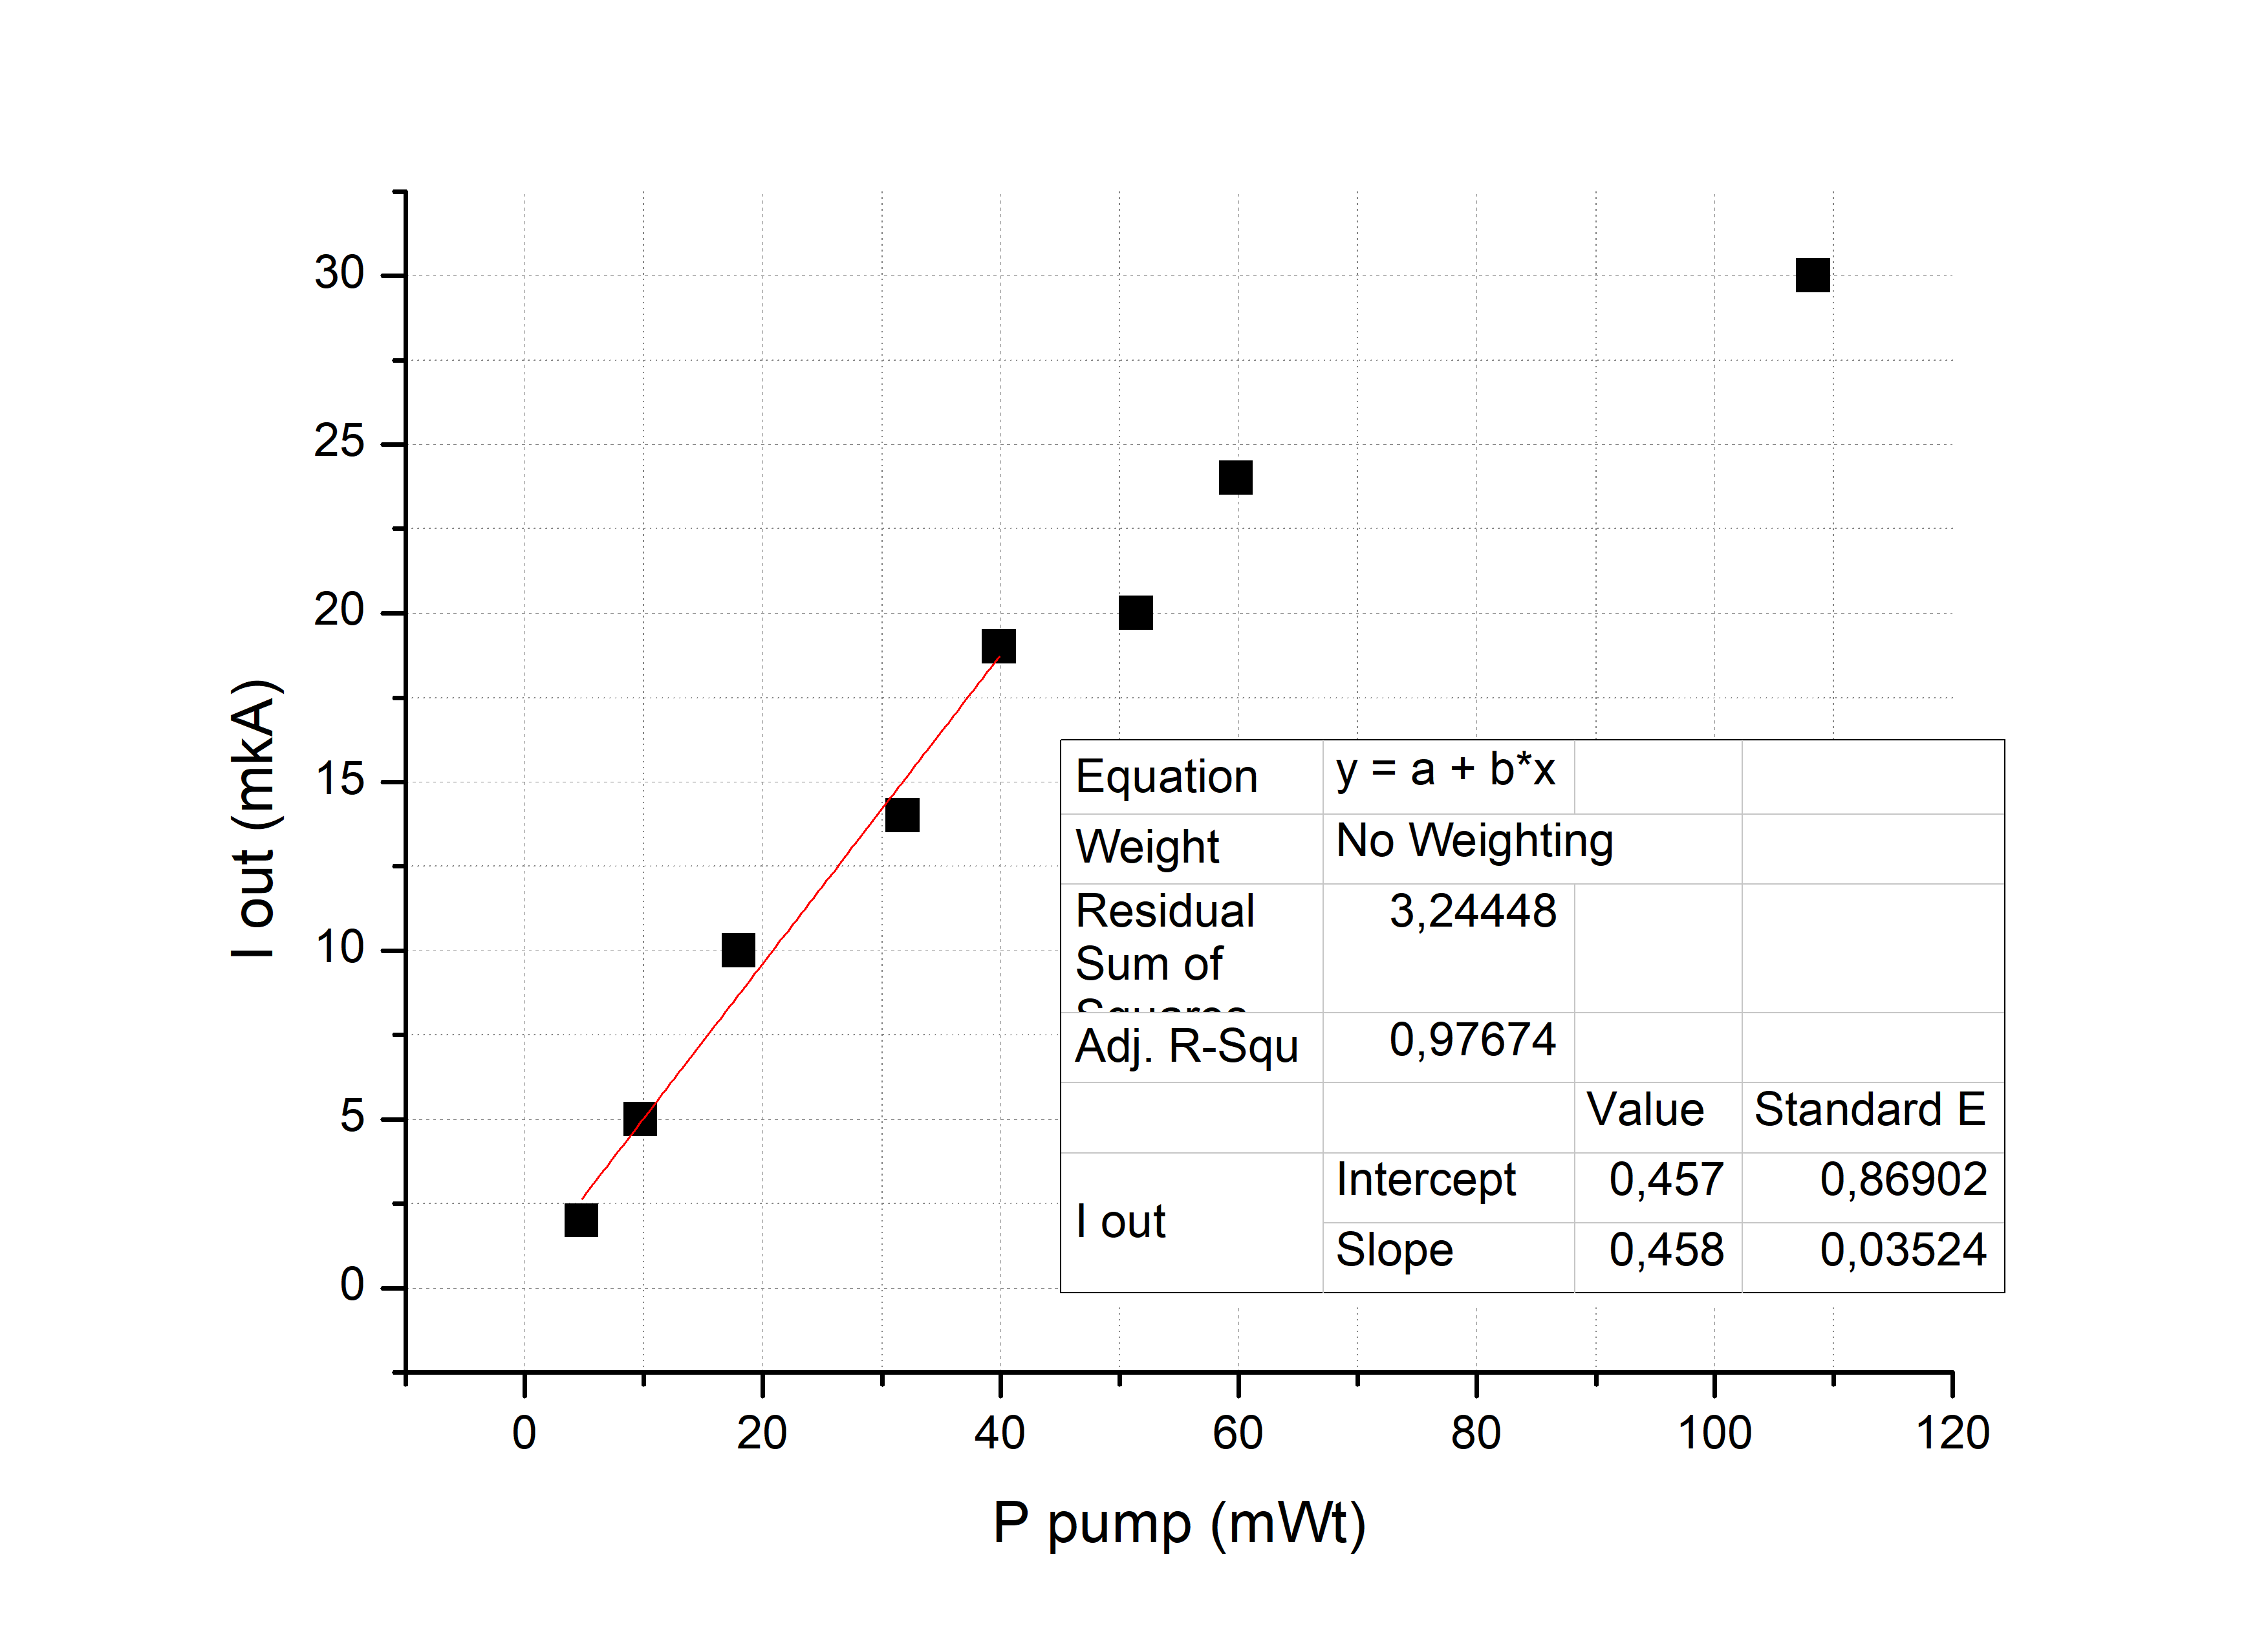 30
25
20
15
10
5
0
I out (mkA)
Equation y = a + b*x
Weight No Weighting
Residual 3,24448
Sum of
Squares
Adj. R-Squ 0,97674
Value Standard E
I out
Intercept 0,457 0,86902
Slope 0,458 0,03524
0 20 40 60 80 100 120
P pump (mWt)